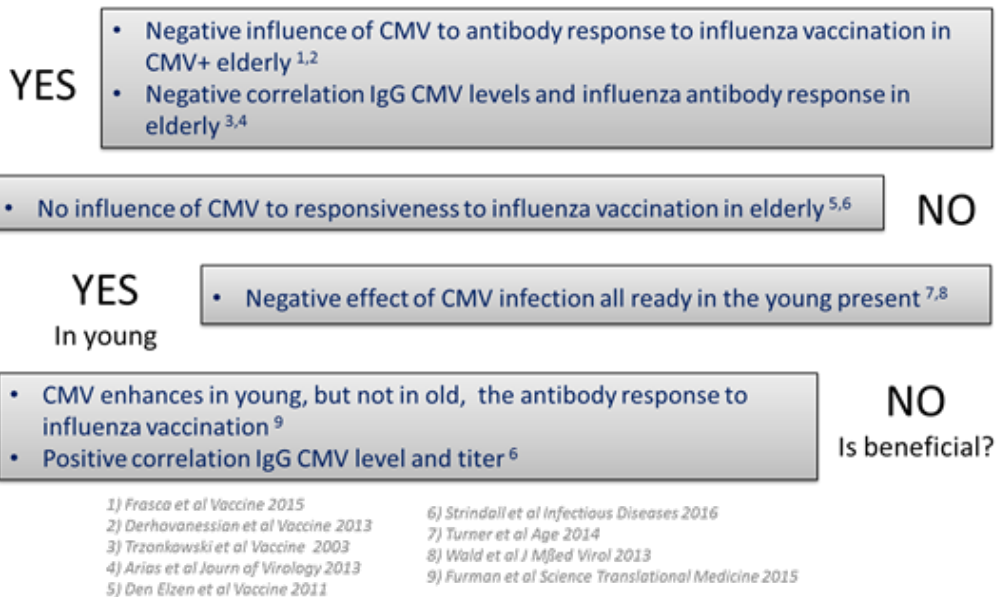 YES
• Negative influence of CMV to antibody response to influenza vaccination in
CMV+ elderly 1,2
• Negative correlation IgG CMV levels and influenza antibody response in
elderly 3,4
• No influence of CMV to responsiveness to influenza vaccination in elderly 5,6
NO
YES
In young
• Negative effect of CMV infection all ready in the young present 7,8
• CMV enhances in young, but not in old, the antibody response to
influenza vaccination 9
• Positive correlation IgG CMV level and titer 6
NO
Is beneficial?
1) Frasca et al Vaccine 2015
2) Derhovanessian et al Vaccine 2013
3) Trzonkowski et al Vaccine 2003
4) Arias et al Journ of Virology 2013
5) Den Elzen et al Vaccine 2011
6) Strindall et al Infectious Diseases 2016
7) Turner et al Age 2014
8) Wald et al J Mßed Virol 2013
9) Furman et al Science Translational Medicine 2015